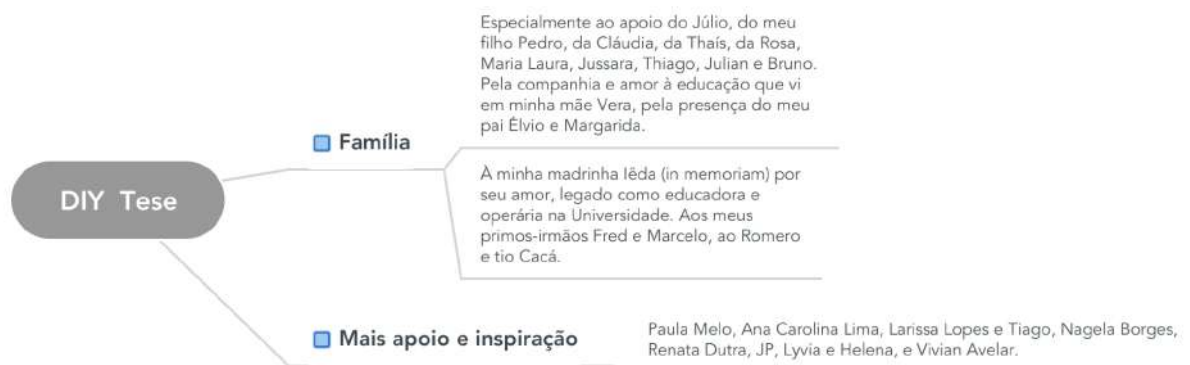 DIY Tese
Família
Especialmente ao apoio do Júlio, do meu
filho Pedro, da Cláudia, da Thaís, da Rosa,
Maria Laura, Jussara, Thiago, Julian e Bruno.
Pela companhia e amor à educação que vi
em minha mãe Vera, pela presença do meu
pai Élvio e Margarida.
À minha madrinha Iêda (in memoriam) por
seu amor, legado como educadora e
operária na Universidade. Aos meus
primos-irmãos Fred e Marcelo, ao Romero
e tio Cacá.
Mais apoio e inspiração
Paula Melo, Ana Carolina Lima, Larissa Lopes e Tiago, Nagela Borges,
Renata Dutra, JP, Lyvia e Helena, e Vivian Avelar.